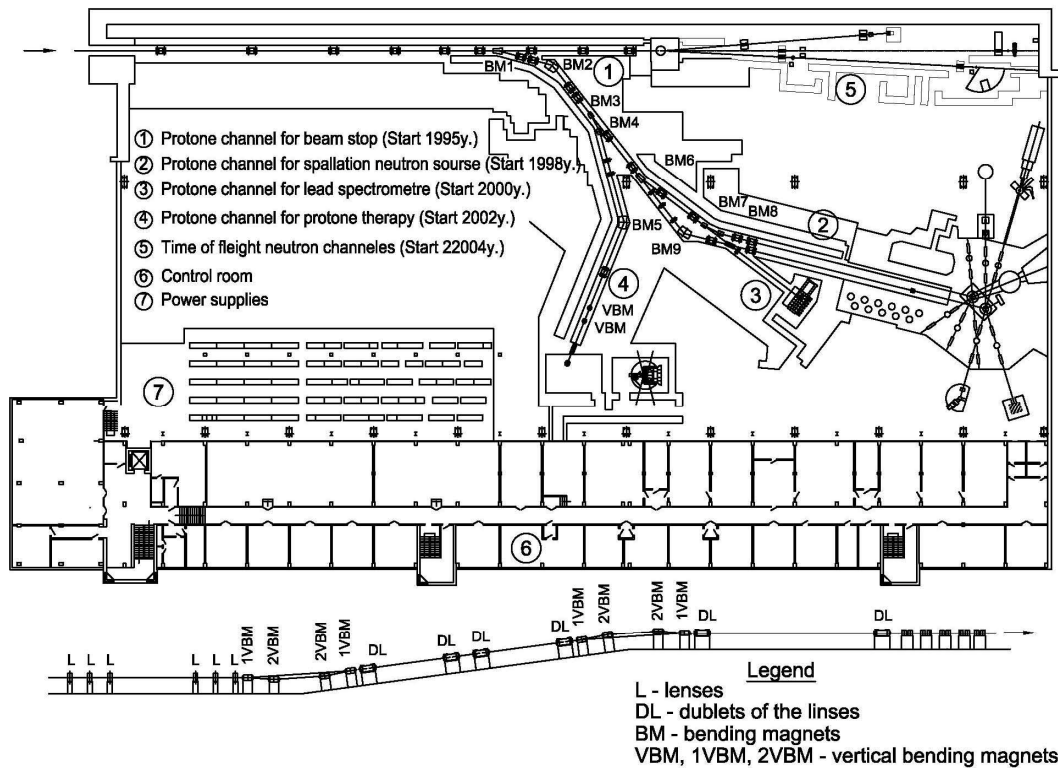 BM1
BM2
①
BM3
BM4
⑤
① Protone channel for beam stop (Start 1995y.)
② Protone channel for spallation neutron sourse (Start 1998y.)
③ Protone channel for lead spectrometre (Start 2000y.)
④ Protone channel for protone therapy (Start 2002y.)
⑤ Time of fleight neutron channeles (Start 22004y.)
⑥ Control room
⑦ Power supplies
BM6
BM7
BM8
②
BM5
BM9
④
③
VBM
VBM
⑦
⑥
L L L L L L 1VBM 2VBM 2VBM 1VBM DL DL DL DL 1VBM 2VBM 2VBM 1VBM DL DL
Legend
L - lenses
DL - dublets of the linses
BM - bending magnets
VBM, 1VBM, 2VBM - vertical bending magnets